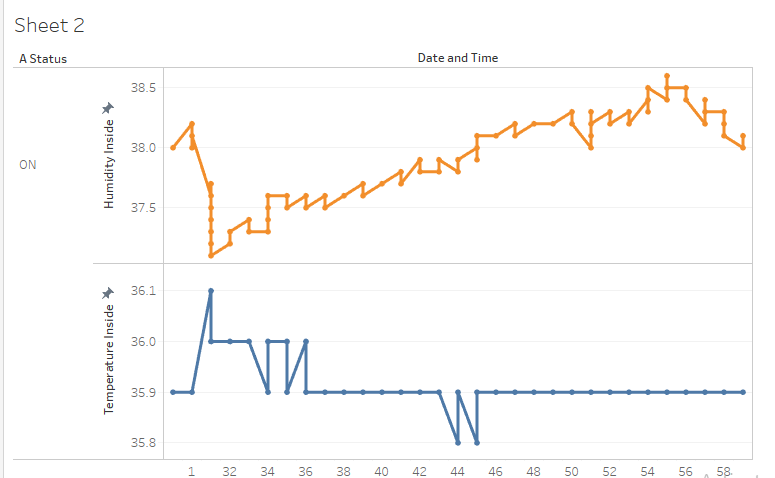 Sheet 2
A Status
Date and Time
ON
Humidity Inside
38.5
38.0
37.5
Temperature Inside
36.1
36.0
35.9
35.8
1 32 34 36 38 40 42 44 46 48 50 52 54 56 58